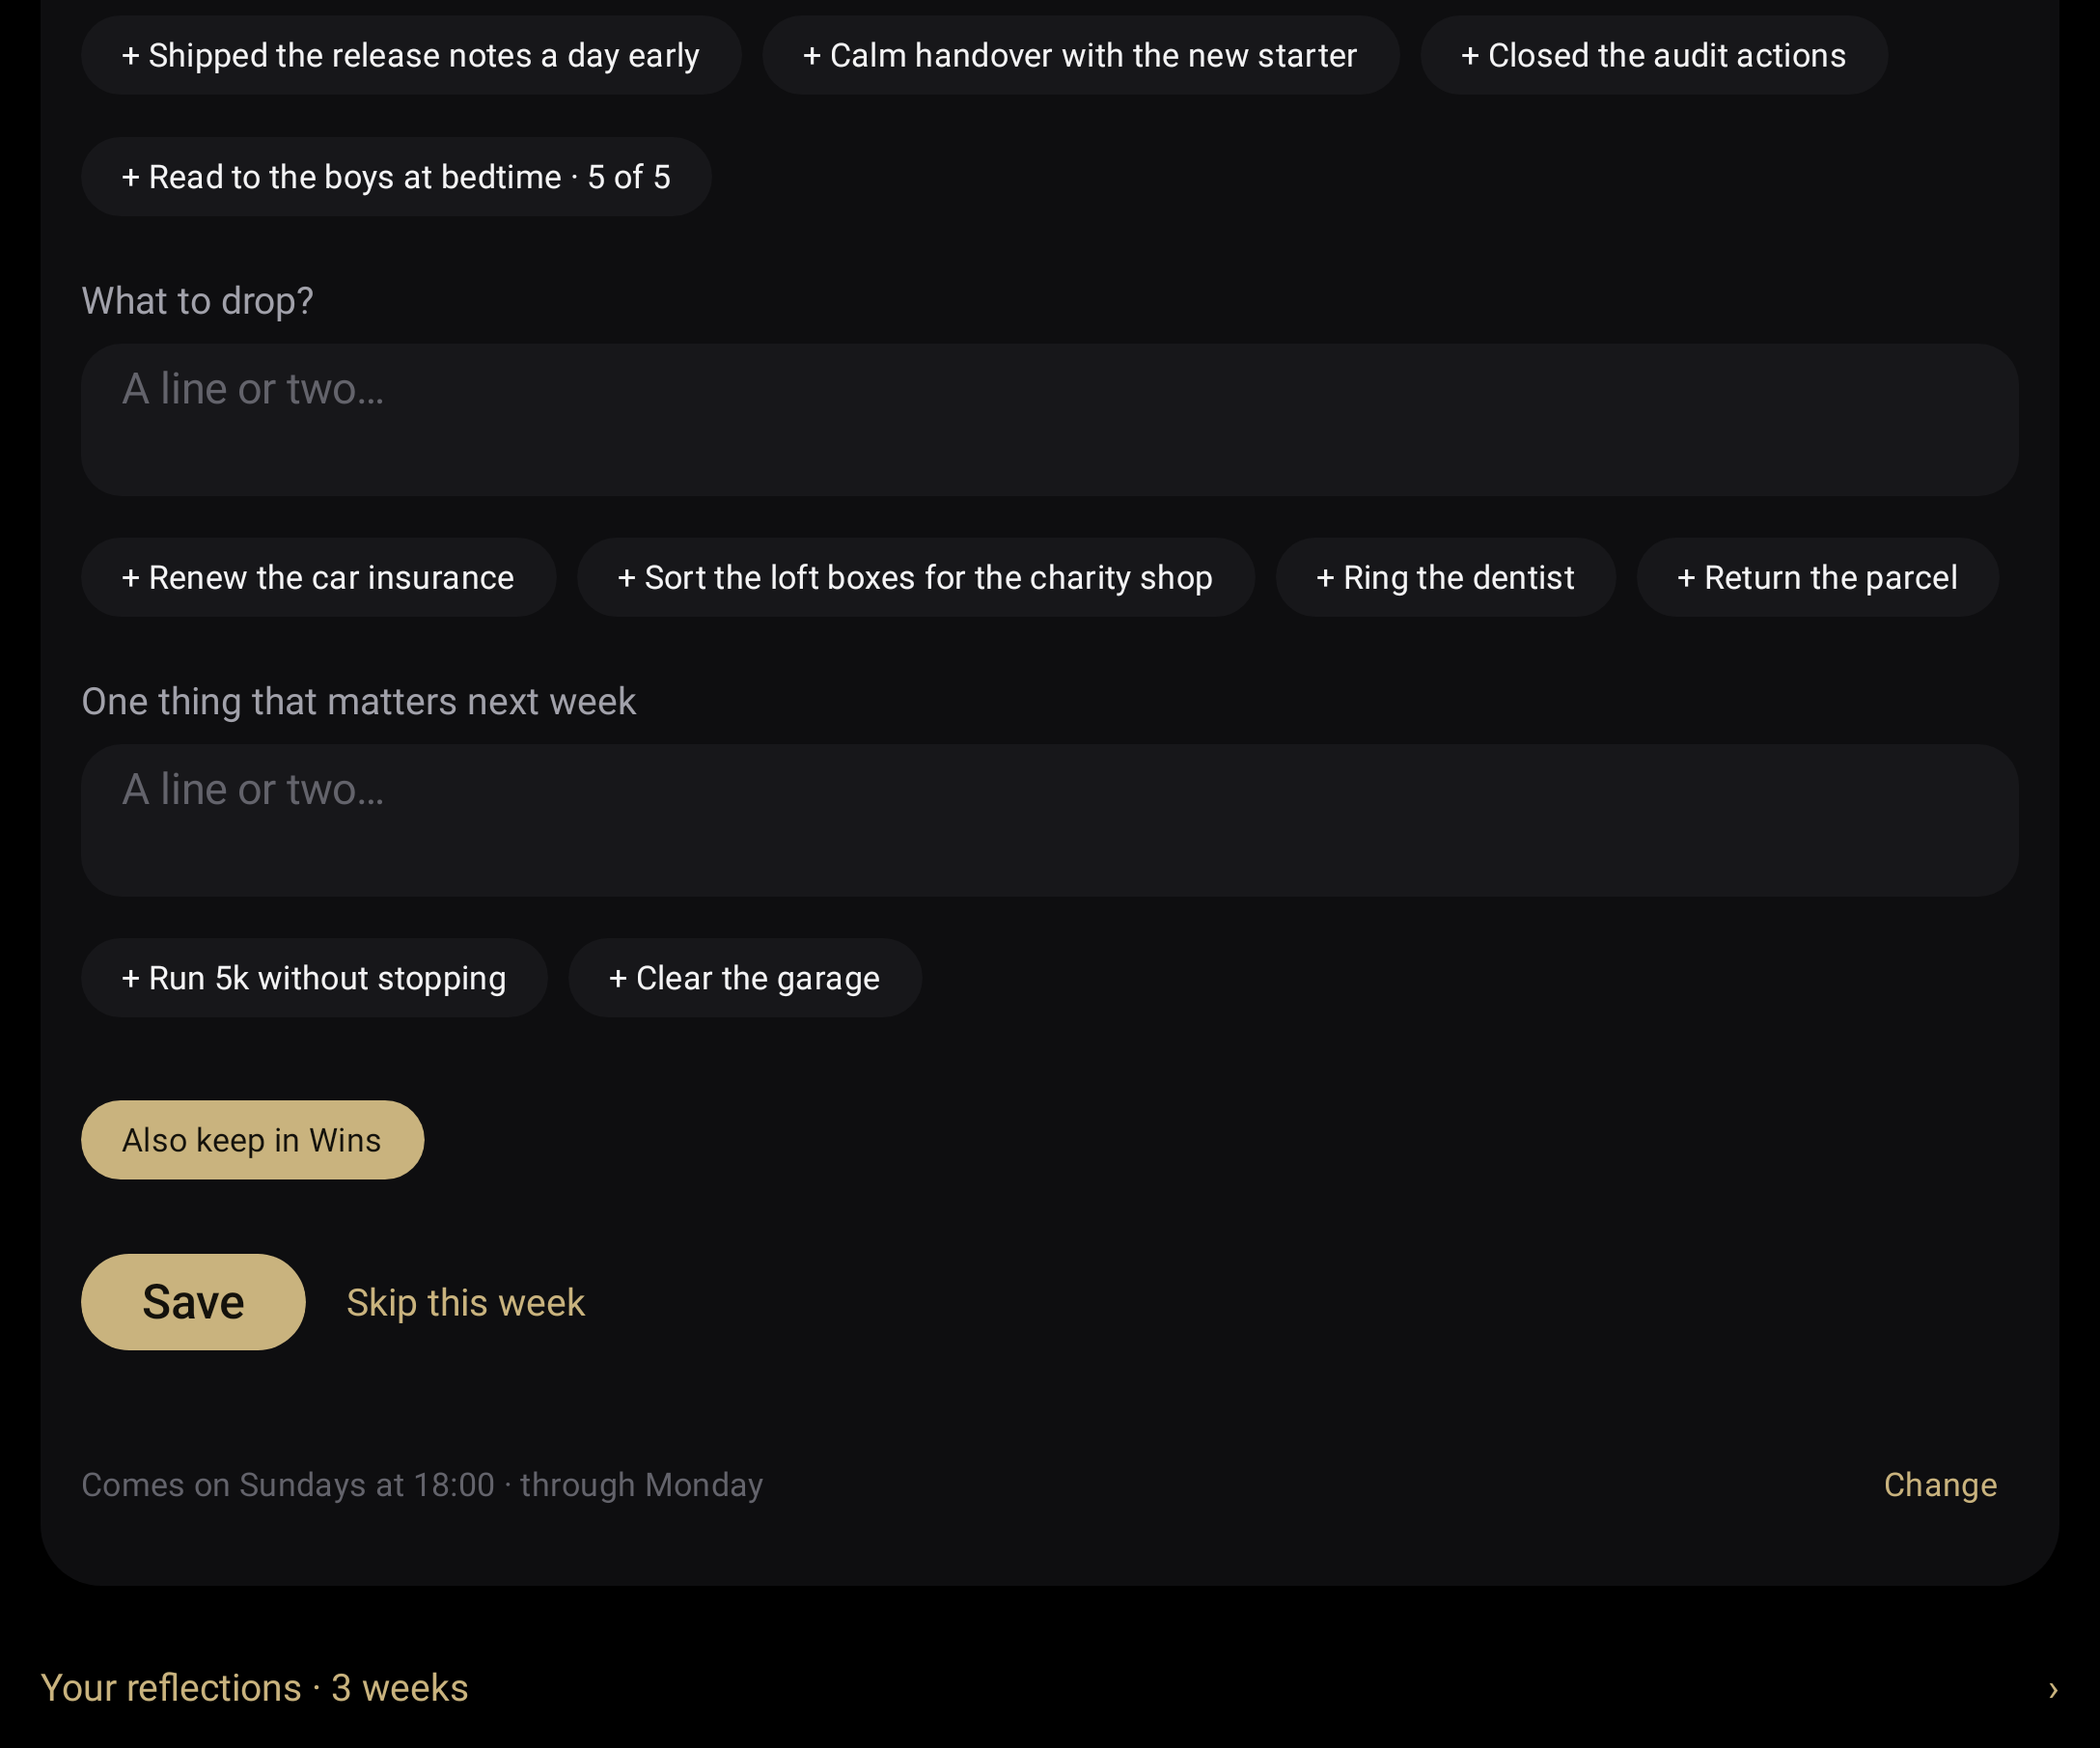 + Shipped the release notes a day early + Calm handover with the new starter + Closed the audit actions
+ Read to the boys at bedtime · 5 of 5
What to drop?
A line or two…
+ Renew the car insurance + Sort the loft boxes for the charity shop + Ring the dentist + Return the parcel
One thing that matters next week
A line or two…
+ Run 5k without stopping + Clear the garage
Also keep in Wins
Save Skip this week
Comes on Sundays at 18:00 · through Monday Change
Your reflections · 3 weeks ›